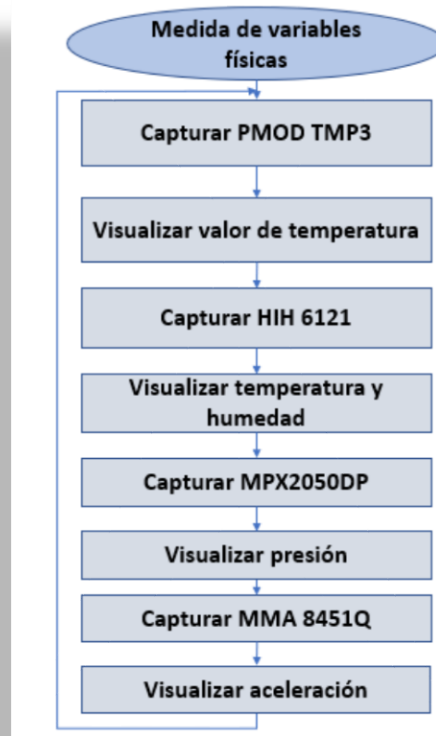 Medida de variables
físicas
Capturar PMOD TMP3
Visualizar valor de temperatura
Capturar HIH 6121
Visualizar temperatura y
humedad
Capturar MPX2050DP
Visualizar presión
Capturar MMA 8451Q
Visualizar aceleración